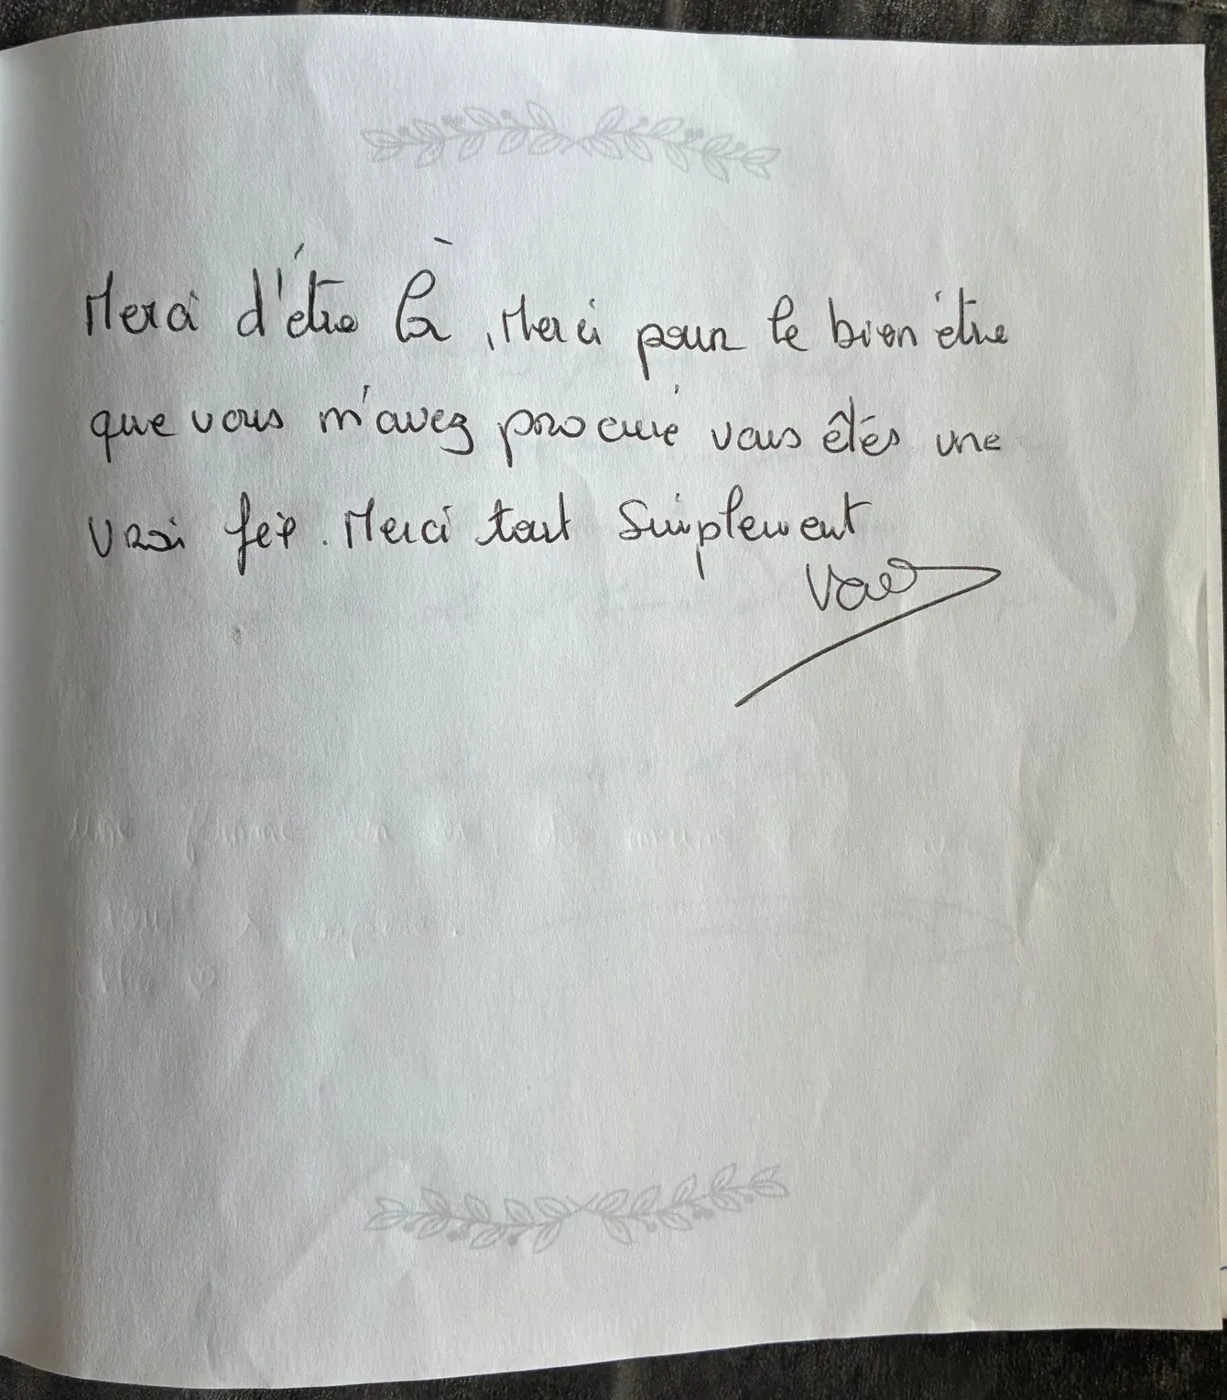 Merci d'être là, Merci pour le bien être
que vous m'avez procuré vous êtes une
vrai fée. Merci tout simplement